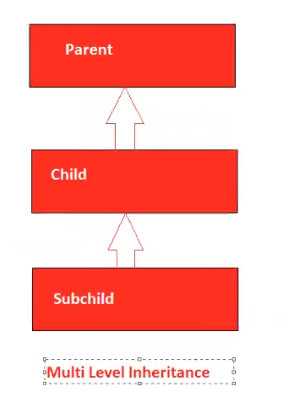 Parent
Child
Subchild
Multi Level Inheritance